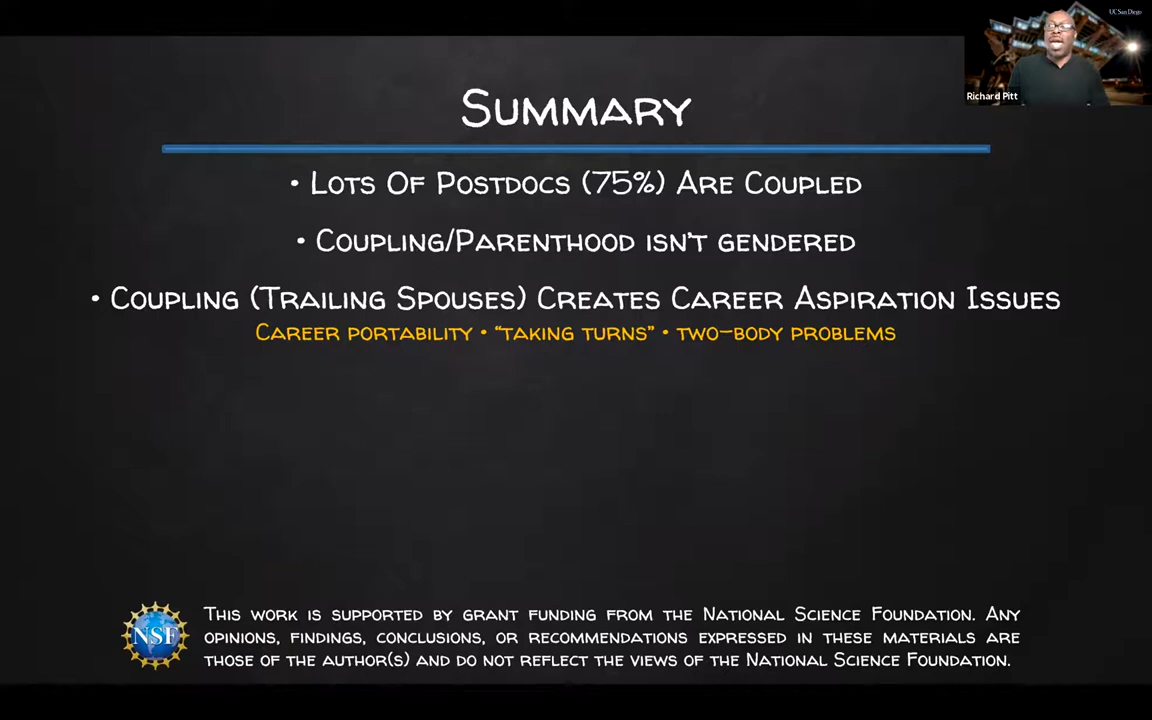 UC San Diego
Richard Pitt
Summary
• Lots Of Postdocs (75%) Are Coupled
• Coupling/Parenthood isn't gendered
• Coupling (Trailing Spouses) Creates Career Aspiration Issues
Career portability • "taking turns" • two-body problems
NSF
This work is supported by grant funding from the National Science Foundation. Any
opinions, findings, conclusions, or recommendations expressed in these materials are
those of the author(s) and do not reflect the views of the National Science Foundation.